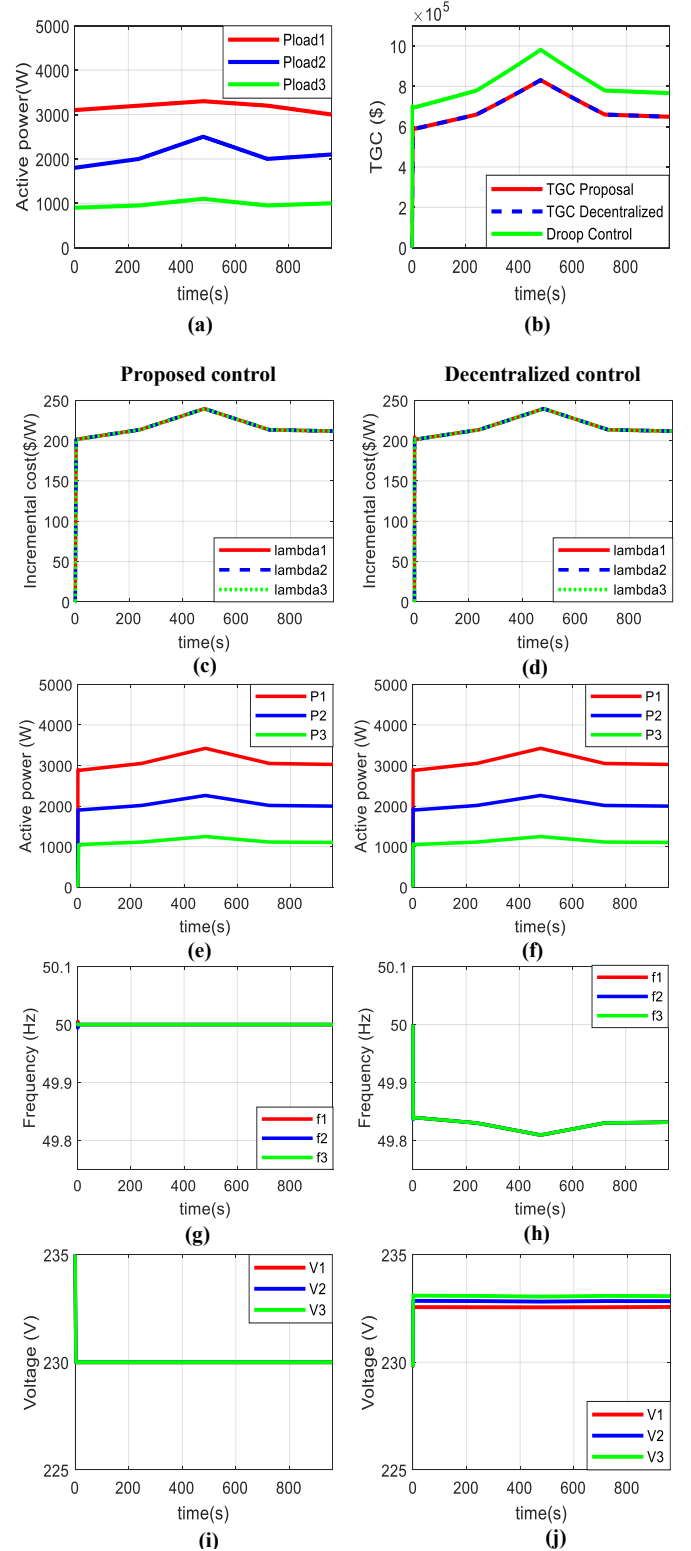 5000
4000
3000
2000
1000
0
Active power(W)
Pload1
Pload2
Pload3
0 200 400 600 800
time(s)
(a)
×10⁵
10
8
6
4
2
0
TGC ($)
TGC Proposal
TGC Decentralized
Droop Control
0 200 400 600 800
time(s)
(b)
Proposed control
250
200
150
100
50
0
Incremental cost($/W)
lambda1
lambda2
lambda3
0 200 400 600 800
time(s)
(c)
Decentralized control
250
200
150
100
50
0
Incremental cost($/W)
lambda1
lambda2
lambda3
0 200 400 600 800
time(s)
(d)
5000
4000
3000
2000
1000
0
Active power (W)
P1
P2
P3
0 200 400 600 800
time(s)
(e)
5000
4000
3000
2000
1000
0
Active power (W)
P1
P2
P3
0 200 400 600 800
time(s)
(f)
50.1
50
49.9
49.8
Frequency (Hz)
f1
f2
f3
0 200 400 600 800
time(s)
(g)
50.1
50
49.9
49.8
Frequency (Hz)
f1
f2
f3
0 200 400 600 800
time(s)
(h)
235
230
225
Voltage (V)
V1
V2
V3
0 200 400 600 800
time(s)
(i)
235
230
225
Voltage (V)
V1
V2
V3
0 200 400 600 800
time(s)
(j)